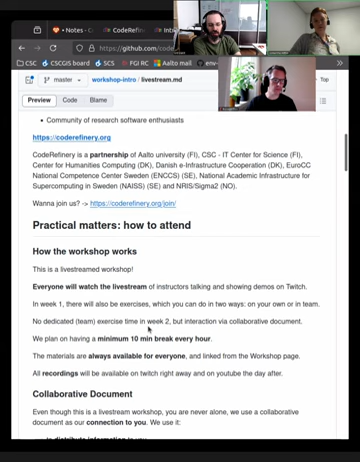 Notes - C
CodeRefin
Int
https://github.com/code
CSC
CSCGIS board
SCS
FGI RC
Aalto mail
env-
master
workshop-intro / livestream.md
Top
Preview
Code
Blame
Community of research software enthusiasts
https://coderefinery.org
CodeRefinery is a partnership of Aalto university (FI), CSC - IT Center for Science (FI),
Center for Humanities Computing (DK), Danish e-Infrastructure Cooperation (DK), EuroCC
National Competence Center Sweden (ENCCS) (SE), National Academic Infrastructure for
Supercomputing in Sweden (NAISS) (SE) and NRIS/Sigma2 (NO).
Wanna join us? -> https://coderefinery.org/join/
Practical matters: how to attend
How the workshop works
This is a livestreamed workshop!
Everyone will watch the livestream of instructors talking and showing demos on Twitch.
In week 1, there will also be exercises, which you can do in two ways: on your own or in team.
No dedicated (team) exercise time in week 2, but interaction via collaborative document.
We plan on having a minimum 10 min break every hour.
The materials are always available for everyone, and linked from the Workshop page.
All recordings will be available on twitch right away and on youtube the day after.
Collaborative Document
Even though this is a livestream workshop, you are never alone, we use a collaborative
document as our connection to you. We use it:
to distribute information to you